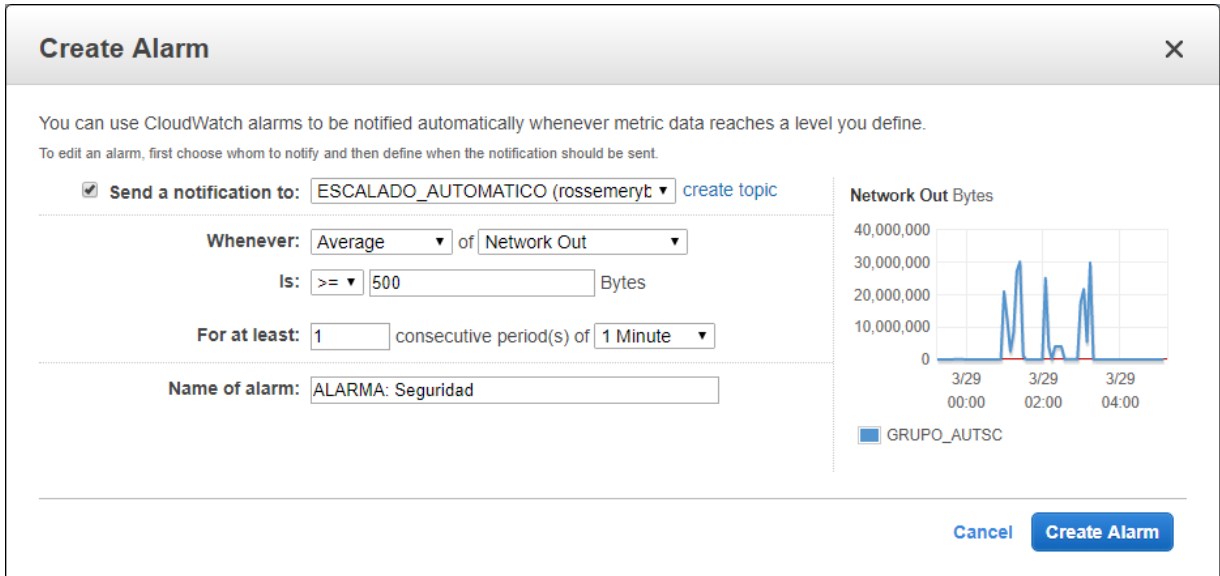 Create Alarm
You can use CloudWatch alarms to be notified automatically whenever metric data reaches a level you define.
To edit an alarm, first choose whom to notify and then define when the notification should be sent.
Send a notification to: ESCALADO_AUTOMATICO (rossemeryb create topic
Whenever: Average of Network Out
Is: >= 500 Bytes
For at least: 1 consecutive period(s) of 1 Minute
Name of alarm: ALARMA: Seguridad
Network Out Bytes
40,000,000
30,000,000
20,000,000
10,000,000
0
3/29 3/29 3/29
00:00 02:00 04:00
GRUPO_AUTSC
Cancel Create Alarm